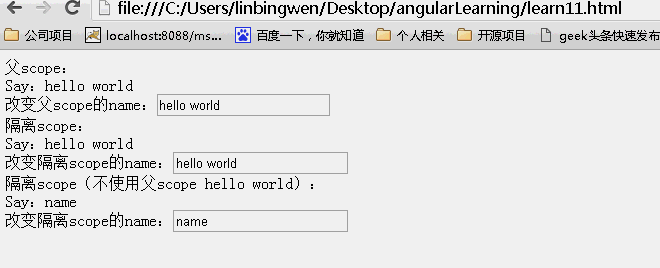 file:///C:/Users/linbingwen/Desktop/angularLearning/learn11.html
公司项目 localhost:8088/ms... 百度一下，你就知道 个人相关 开源项目 geek头条快速发布
父scope：
Say：hello world
改变父scope的name：hello world
隔离scope：
Say：hello world
改变隔离scope的name：hello world
隔离scope（不使用父scope hello world）：
Say：name
改变隔离scope的name：name